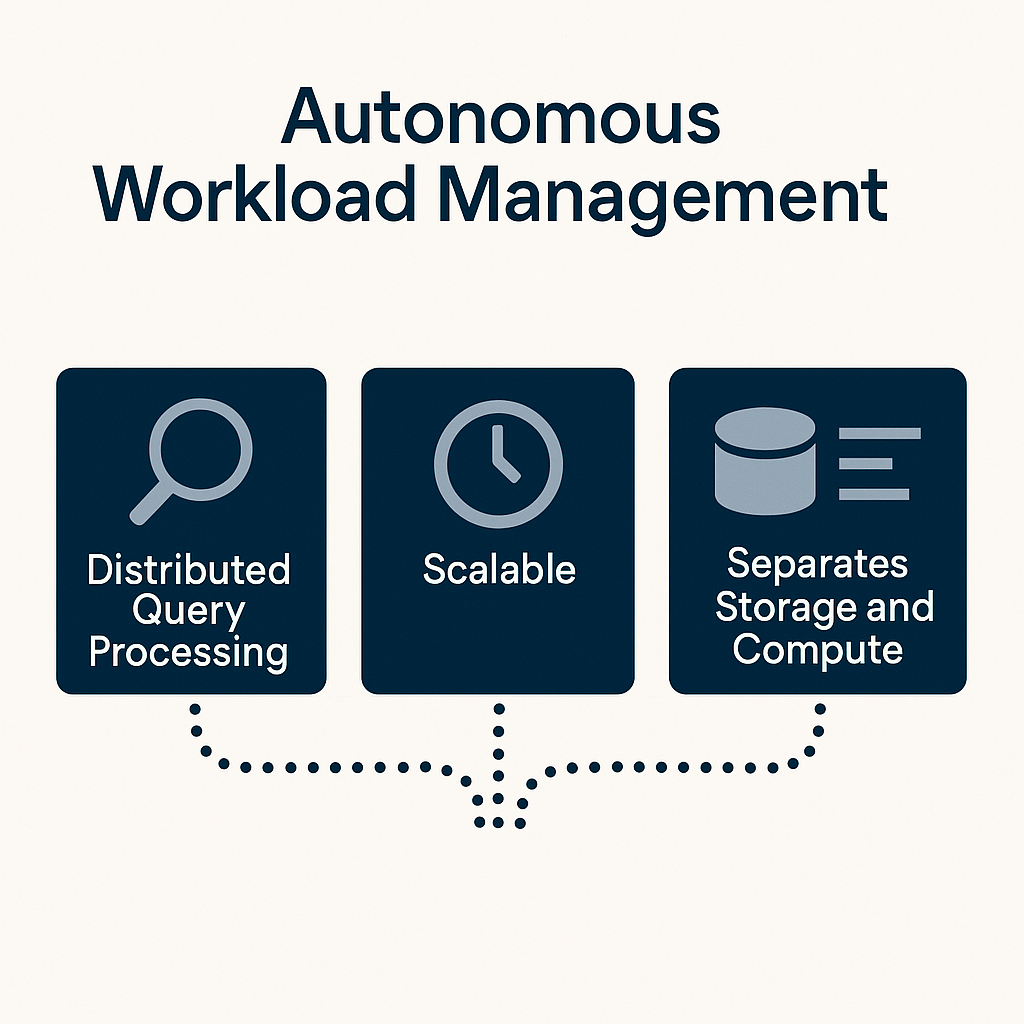 Autonomous
Workload Management
Distributed
Query
Processing
Scalable
Separates
Storage and
Compute